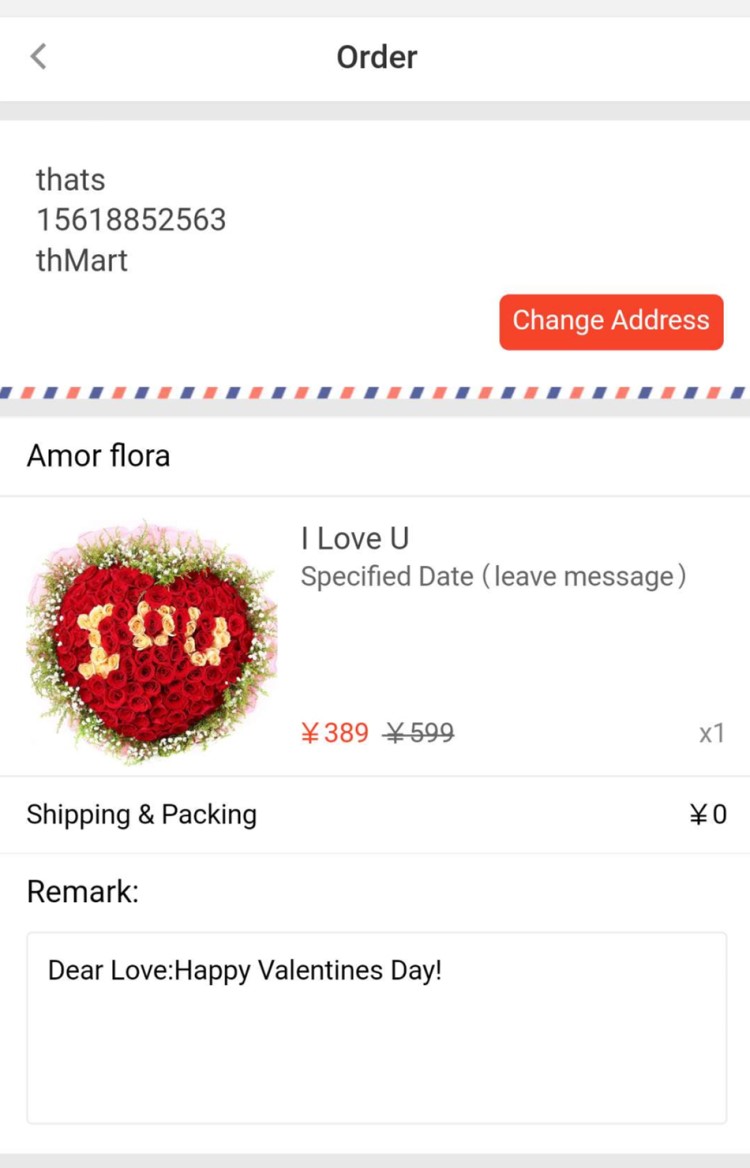 Order
thats
15618852563
thMart
Change Address
Amor flora
I Love U
Specified Date（leave message）
I U
¥389 ¥599 x1
Shipping & Packing ¥0
Remark:
Dear Love:Happy Valentines Day!